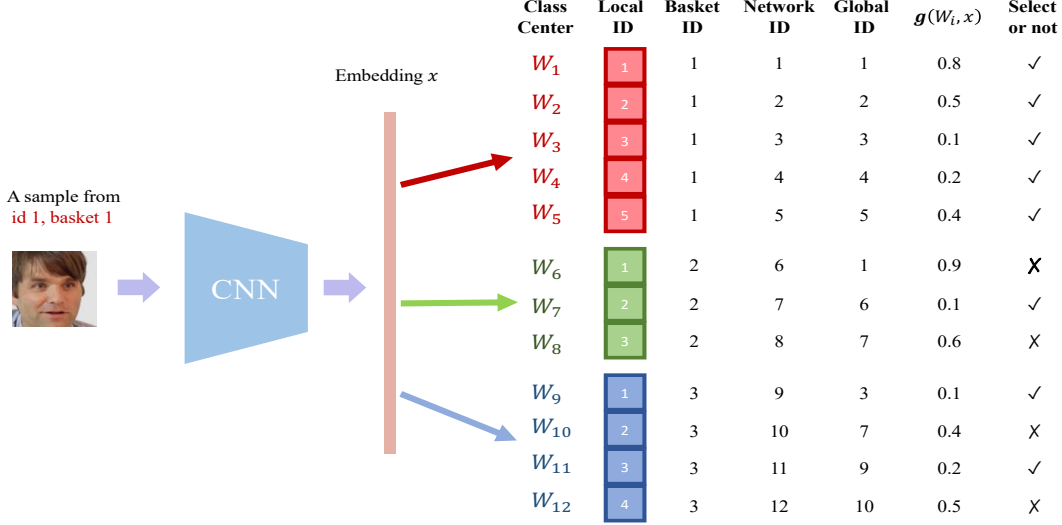 Class Center Local ID Basket ID Network ID Global ID g(W_i, x) Select or not
W_1 1 1 1 1 0.8 ✓
Embedding x
W_2 2 1 2 2 0.5 ✓
W_3 3 1 3 3 0.1 ✓
W_4 4 1 4 4 0.2 ✓
A sample from
id 1, basket 1
W_5 5 1 5 5 0.4 ✓
W_6 1 2 6 1 0.9 ✗
CNN
W_7 2 2 7 6 0.1 ✓
W_8 3 2 8 7 0.6 ✗
W_9 1 3 9 3 0.1 ✓
W_10 2 3 10 7 0.4 ✗
W_11 3 3 11 9 0.2 ✓
W_12 4 3 12 10 0.5 ✗